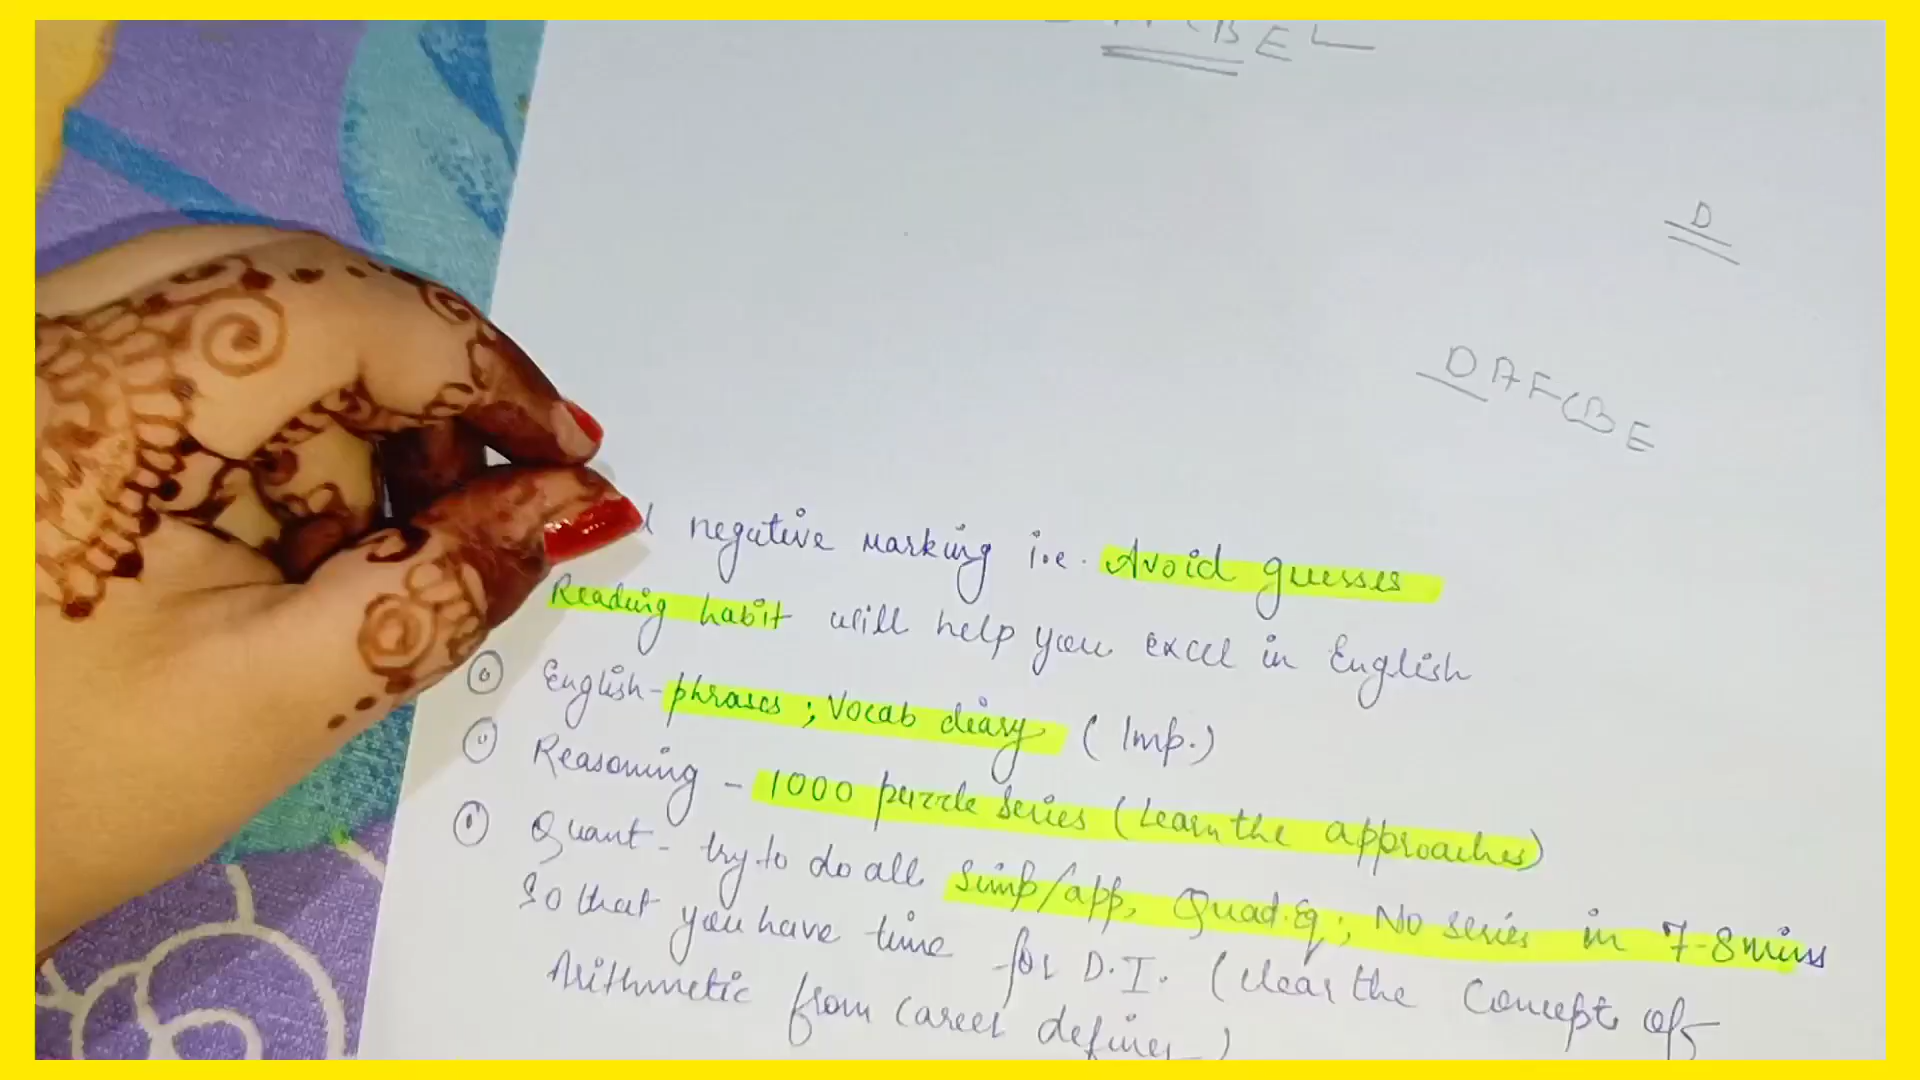 D
DAFCBE
negative marking i.e. Avoid guesses
Reading habit will help you excel in English
English - phrases ; Vocab diary ( Imp.)
Reasoning - 1000 puzzle series ( Learn the approaches)
Quant - try to do all simp/app, Quad.Eq; No series in 7-8 mins
So that you have time for D.I. ( Clear the Concepts of
Arithmetic from career definer )